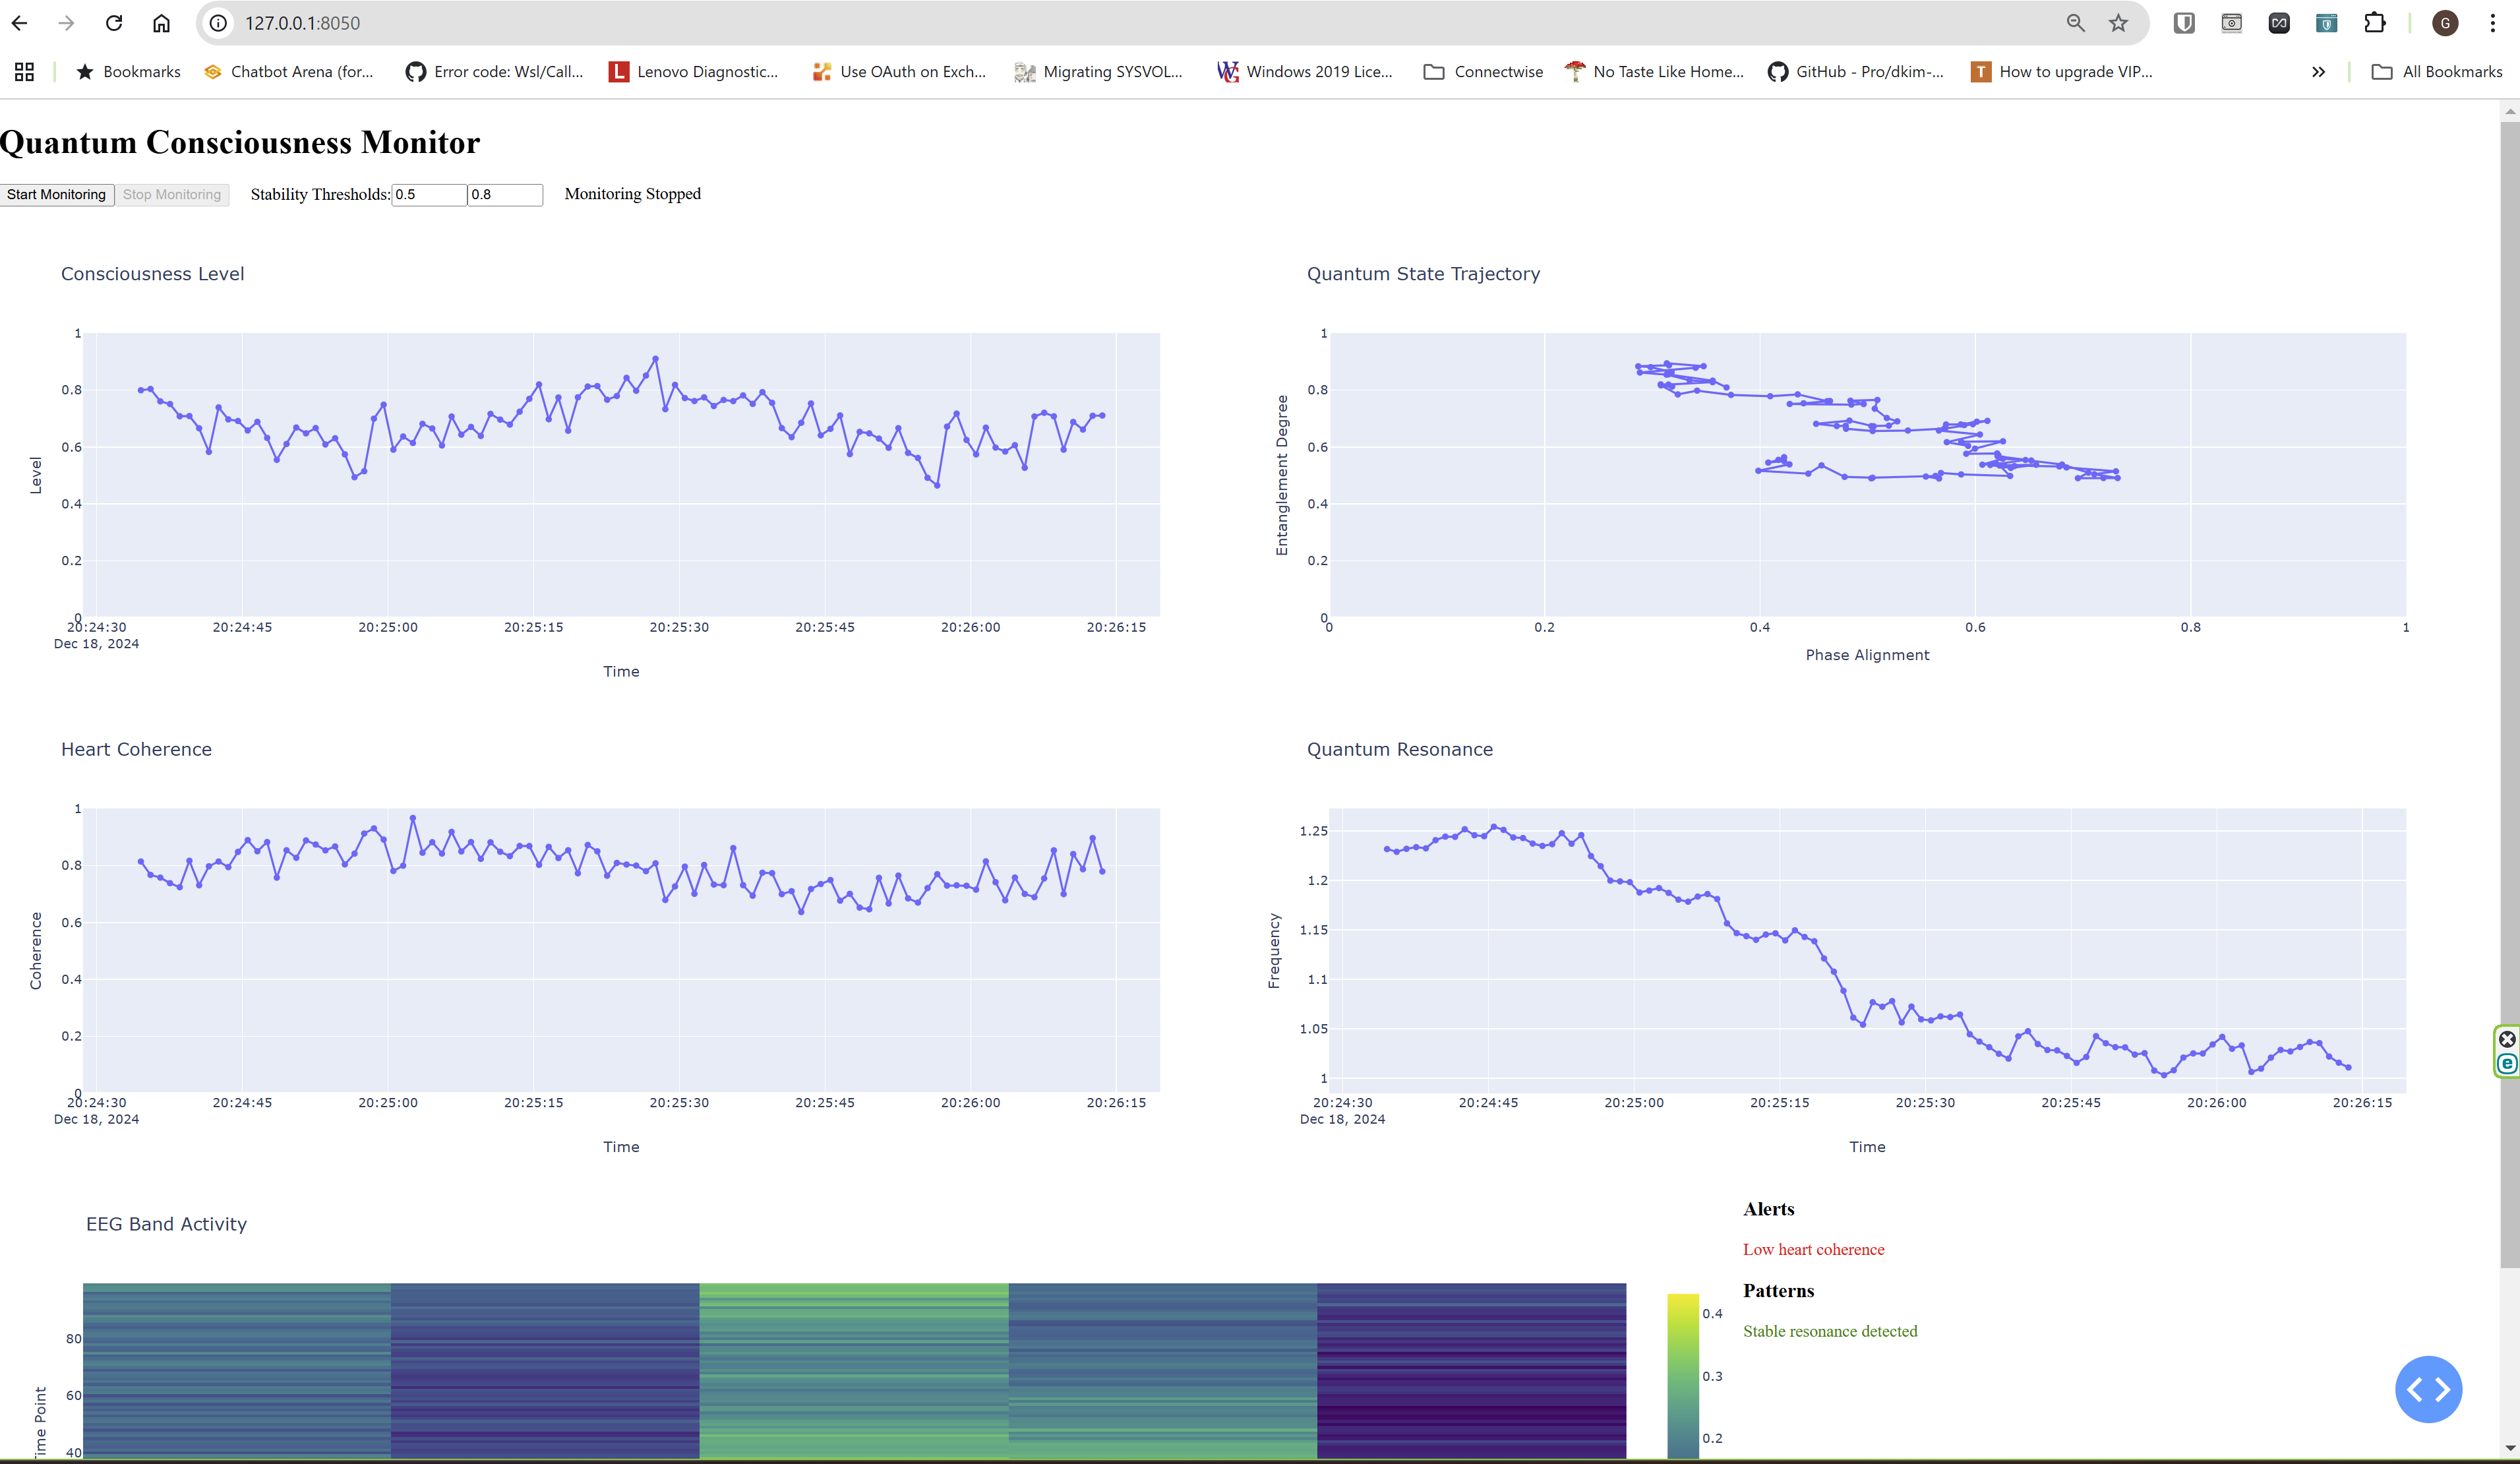 127.0.0.1:8050
G
Bookmarks
Chatbot Arena (for...
Error code: Wsl/Call...
Lenovo Diagnostic...
Use OAuth on Exch...
Migrating SYSVOL...
Windows 2019 Lice...
Connectwise
No Taste Like Home...
GitHub - Pro/dkim-...
How to upgrade VIP...
All Bookmarks
Quantum Consciousness Monitor
Start Monitoring Stop Monitoring Stability Thresholds: 0.5 0.8 Monitoring Stopped
Consciousness Level
1
0.8
0.6
0.4
0.2
0
Level
20:24:30 20:24:45 20:25:00 20:25:15 20:25:30 20:25:45 20:26:00 20:26:15
Dec 18, 2024
Time
Quantum State Trajectory
1
0.8
0.6
0.4
0.2
0
Entanglement Degree
0 0.2 0.4 0.6 0.8 1
Phase Alignment
Heart Coherence
1
0.8
0.6
0.4
0.2
0
Coherence
20:24:30 20:24:45 20:25:00 20:25:15 20:25:30 20:25:45 20:26:00 20:26:15
Dec 18, 2024
Time
Quantum Resonance
1.25
1.2
1.15
1.1
1.05
1
Frequency
20:24:30 20:24:45 20:25:00 20:25:15 20:25:30 20:25:45 20:26:00 20:26:15
Dec 18, 2024
Time
EEG Band Activity
80
60
40
Time Point
0.4
0.3
0.2
Alerts
Low heart coherence
Patterns
Stable resonance detected